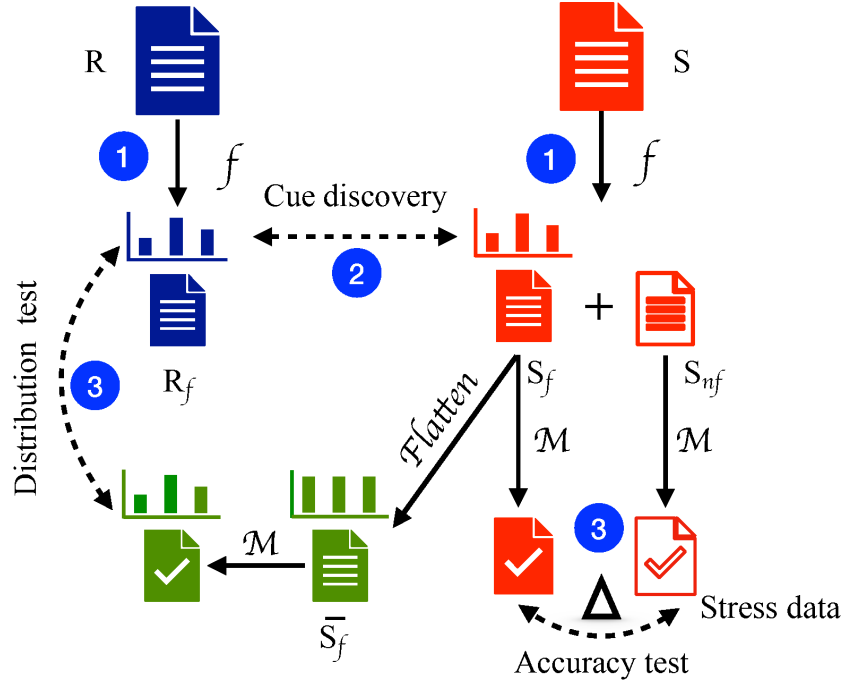 R
S
1
f
1
f
Cue discovery
2
Distribution test
3
R_f
+
S_f
S_nf
Flatten
M
M
M
3
S̄_f
Δ
Stress data
Accuracy test